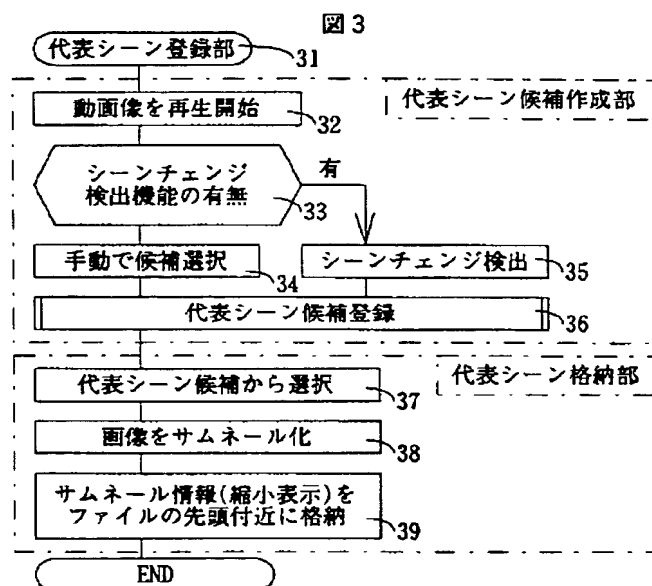 図3
代表シーン登録部
31
代表シーン候補作成部
動画像を再生開始
32
シーンチェンジ
検出機能の有無
33
有
手動で候補選択
34
シーンチェンジ検出
35
代表シーン候補登録
36
代表シーン格納部
代表シーン候補から選択
37
画像をサムネール化
38
サムネール情報(縮小表示)を
ファイルの先頭付近に格納
39
END